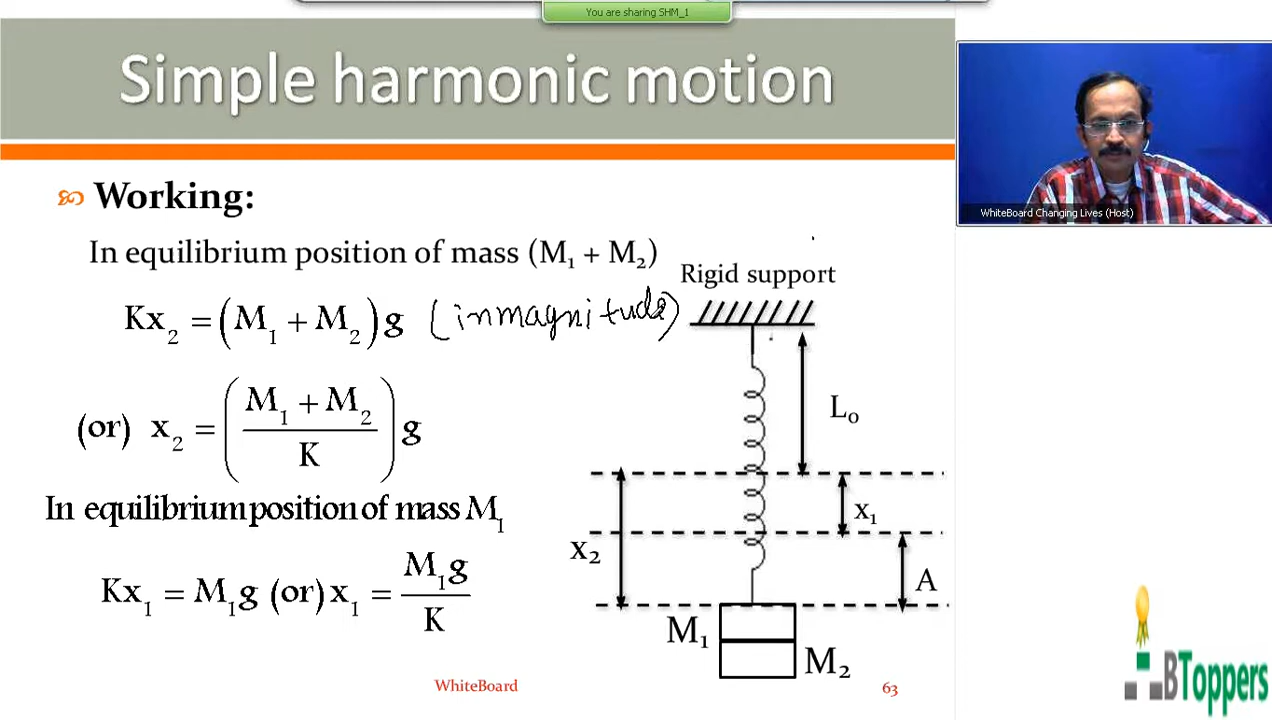 You are sharing SHM_1
Simple harmonic motion
WhiteBoard Changing Lives (Host)
Working:
In equilibrium position of mass (M₁ + M₂)
Kx₂ = (M₁ + M₂)g (inmagnitude)
(or) x₂ = ((M₁ + M₂)/K)g
In equilibrium position of mass M₁
Kx₁ = M₁g (or) x₁ = M₁g/K
Rigid support
L₀
x₁
x₂
A
M₁
M₂
WhiteBoard
63
BToppers